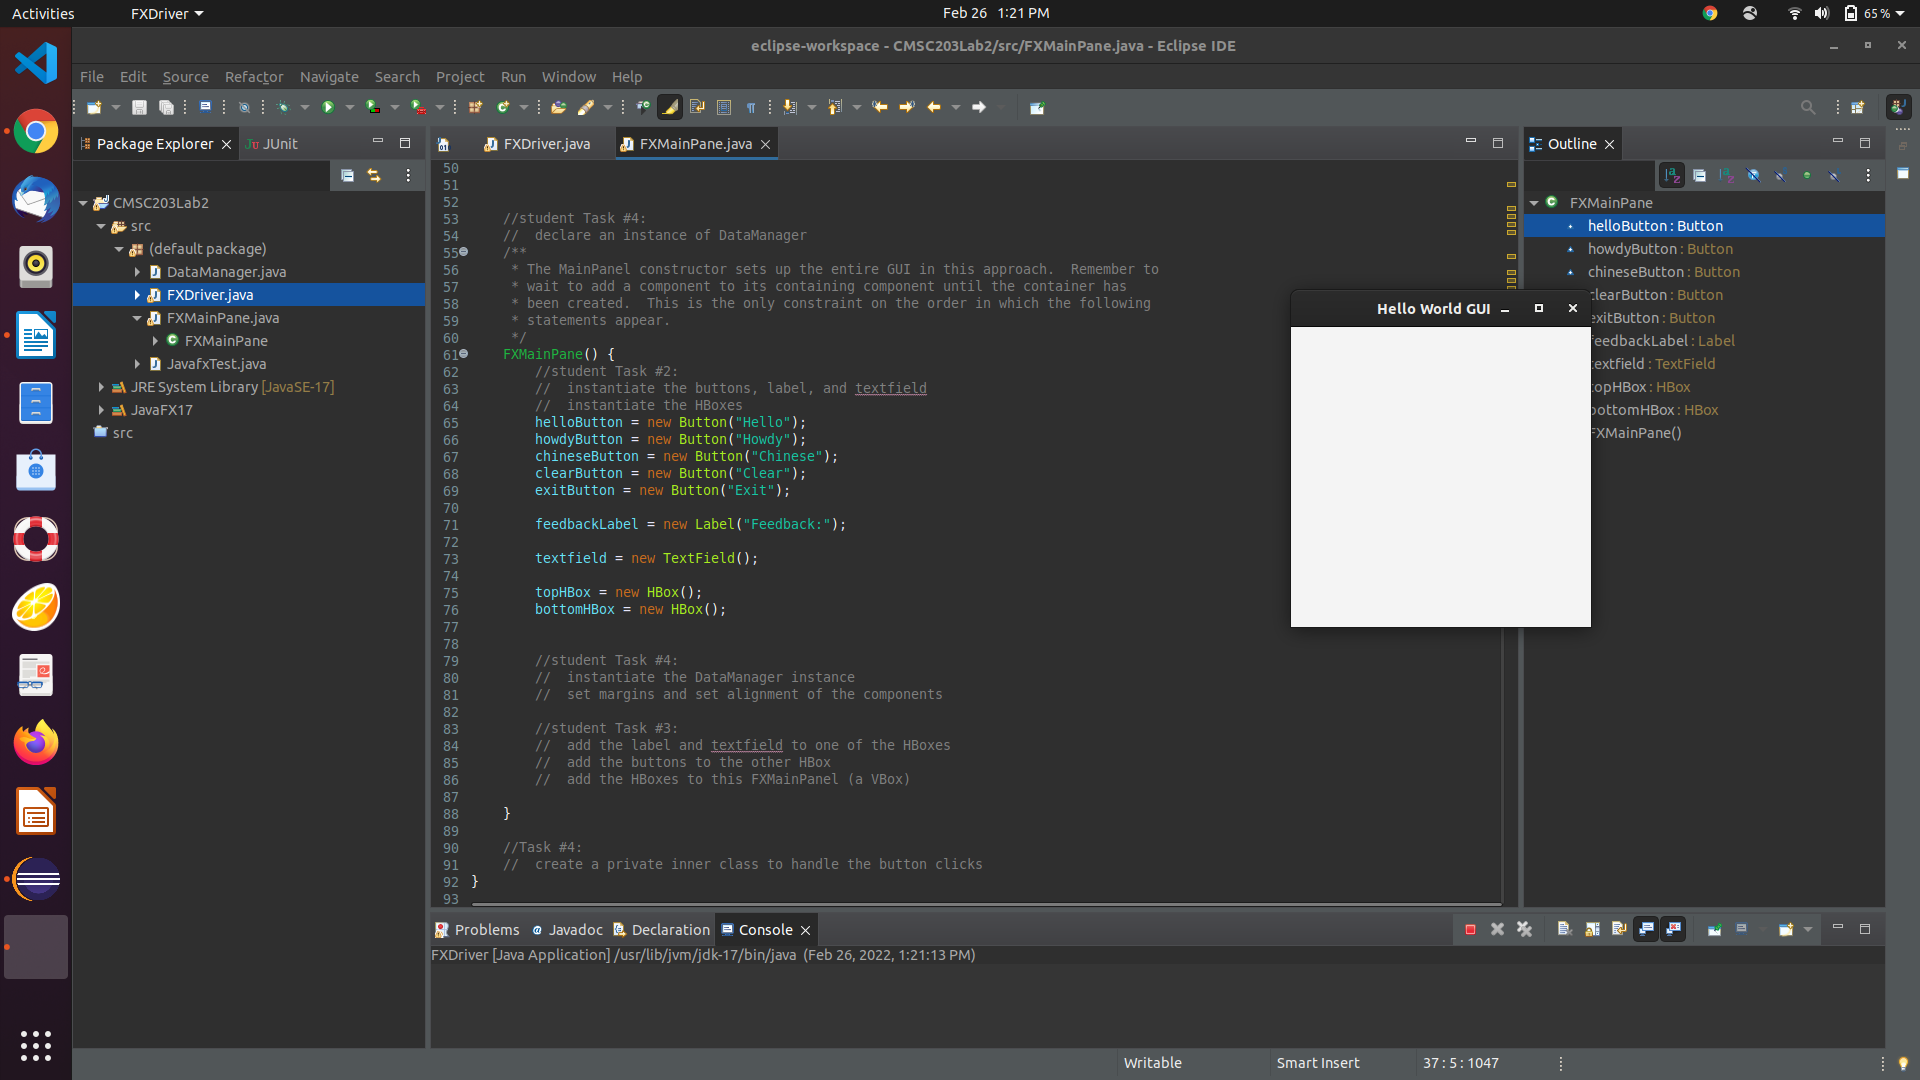 Activities
FXDriver
Feb 26 1:21 PM
65 %
eclipse-workspace - CMSC203Lab2/src/FXMainPane.java - Eclipse IDE
File Edit Source Refactor Navigate Search Project Run Window Help
Package Explorer
JUnit
FXDriver.java
FXMainPane.java
Outline
CMSC203Lab2
src
(default package)
DataManager.java
FXDriver.java
FXMainPane.java
FXMainPane
JavafxTest.java
JRE System Library [JavaSE-17]
JavaFX17
src
50
51
52
53 //student Task #4:
54 // declare an instance of DataManager
55 /**
56 * The MainPanel constructor sets up the entire GUI in this approach. Remember to
57 * wait to add a component to its containing component until the container has
58 * been created. This is the only constraint on the order in which the following
59 * statements appear.
60 */
61 FXMainPane() {
62 //student Task #2:
63 // instantiate the buttons, label, and textfield
64 // instantiate the HBoxes
65 helloButton = new Button("Hello");
66 howdyButton = new Button("Howdy");
67 chineseButton = new Button("Chinese");
68 clearButton = new Button("Clear");
69 exitButton = new Button("Exit");
70
71 feedbackLabel = new Label("Feedback:");
72
73 textfield = new TextField();
74
75 topHBox = new HBox();
76 bottomHBox = new HBox();
77
78
79 //student Task #4:
80 // instantiate the DataManager instance
81 // set margins and set alignment of the components
82
83 //student Task #3:
84 // add the label and textfield to one of the HBoxes
85 // add the buttons to the other HBox
86 // add the HBoxes to this FXMainPanel (a VBox)
87
88 }
89
90 //Task #4:
91 // create a private inner class to handle the button clicks
92 }
93
Hello World GUI
FXMainPane
helloButton : Button
howdyButton : Button
chineseButton : Button
clearButton : Button
exitButton : Button
feedbackLabel : Label
textfield : TextField
topHBox : HBox
bottomHBox : HBox
FXMainPane()
Problems Javadoc Declaration Console
FXDriver [Java Application] /usr/lib/jvm/jdk-17/bin/java (Feb 26, 2022, 1:21:13 PM)
Writable
Smart Insert
37 : 5 : 1047